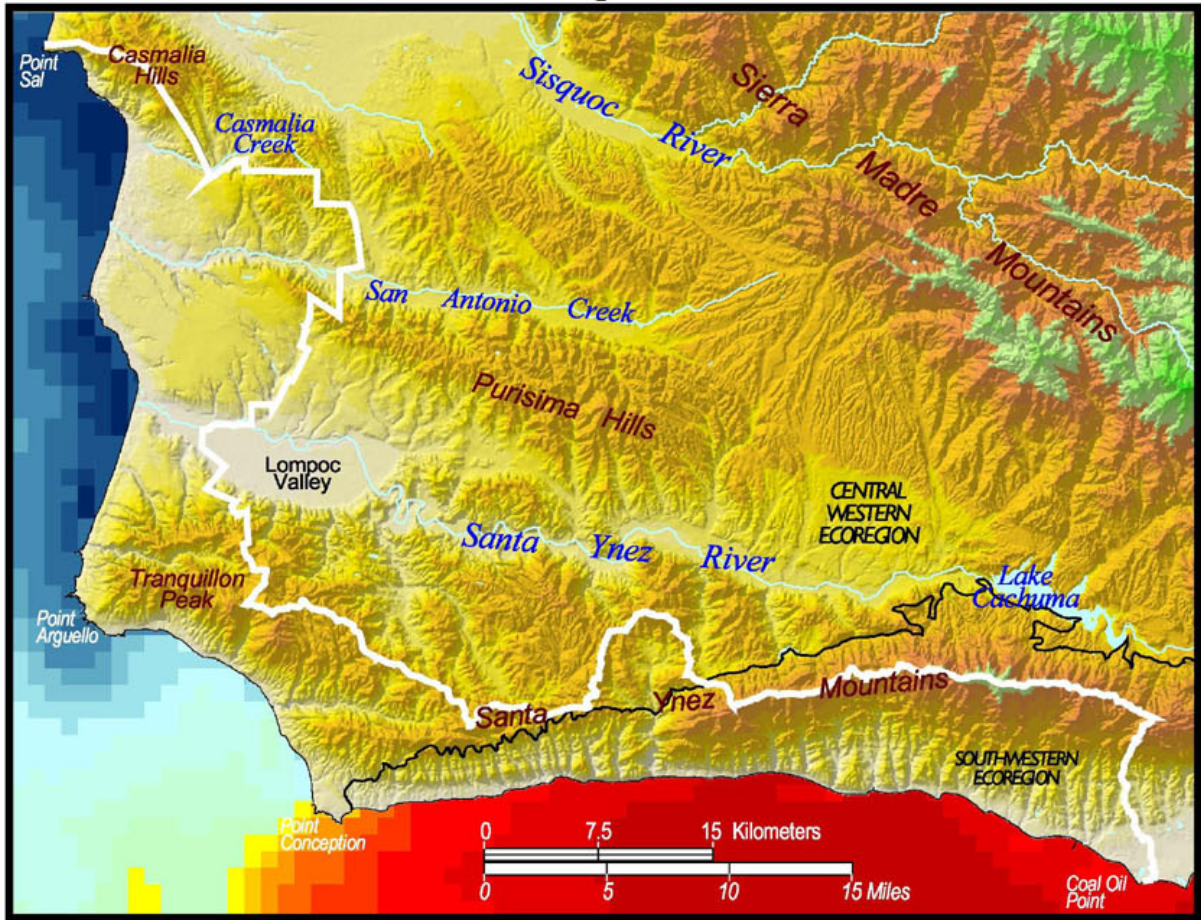 Point
Sal
Casmalia
Hills
Casmalia
Creek
Sisquoc River
Sierra
Madre
Mountains
San Antonio Creek
Purisima Hills
Lompoc
Valley
CENTRAL
WESTERN
ECOREGION
Santa Ynez River
Lake
Cachuma
Tranquillon
Peak
Point
Arguello
Santa Ynez Mountains
SOUTHWESTERN
ECOREGION
Point
Conception
0 7.5 15 Kilometers
0 5 10 15 Miles
Coal Oil
Point